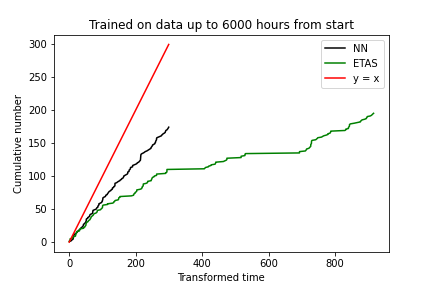 Trained on data up to 6000 hours from start
NN
ETAS
y = x
Cumulative number
300
250
200
150
100
50
0
0 200 400 600 800
Transformed time